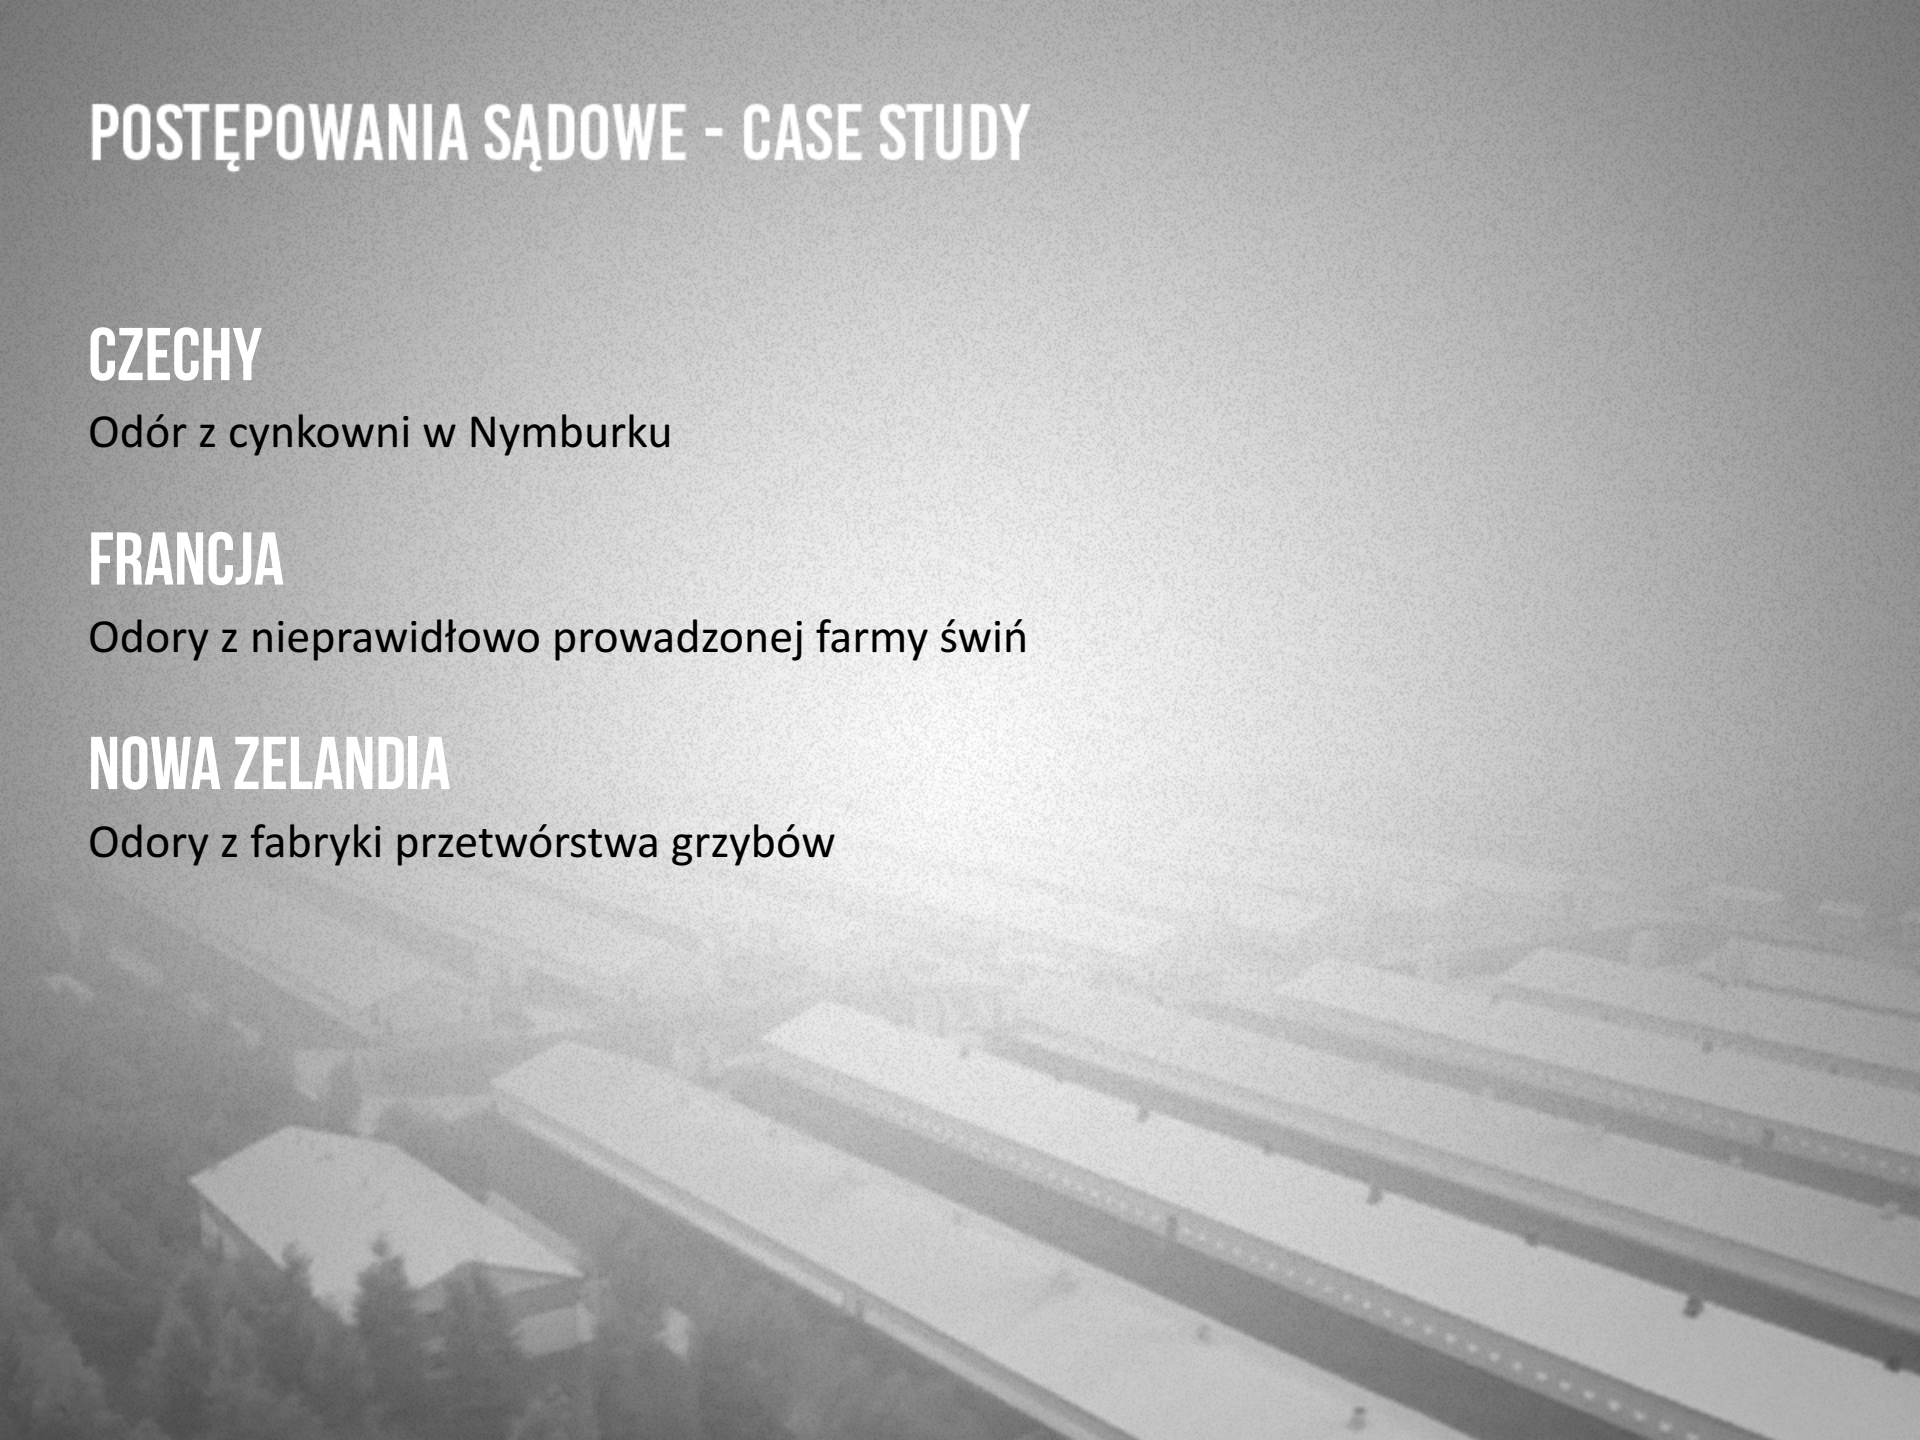 POSTĘPOWANIA SĄDOWE - CASE STUDY
CZECHY
Odór z cynkowni w Nymburku
FRANCJA
Odory z nieprawidłowo prowadzonej farmy świń
NOWA ZELANDIA
Odory z fabryki przetwórstwa grzybów